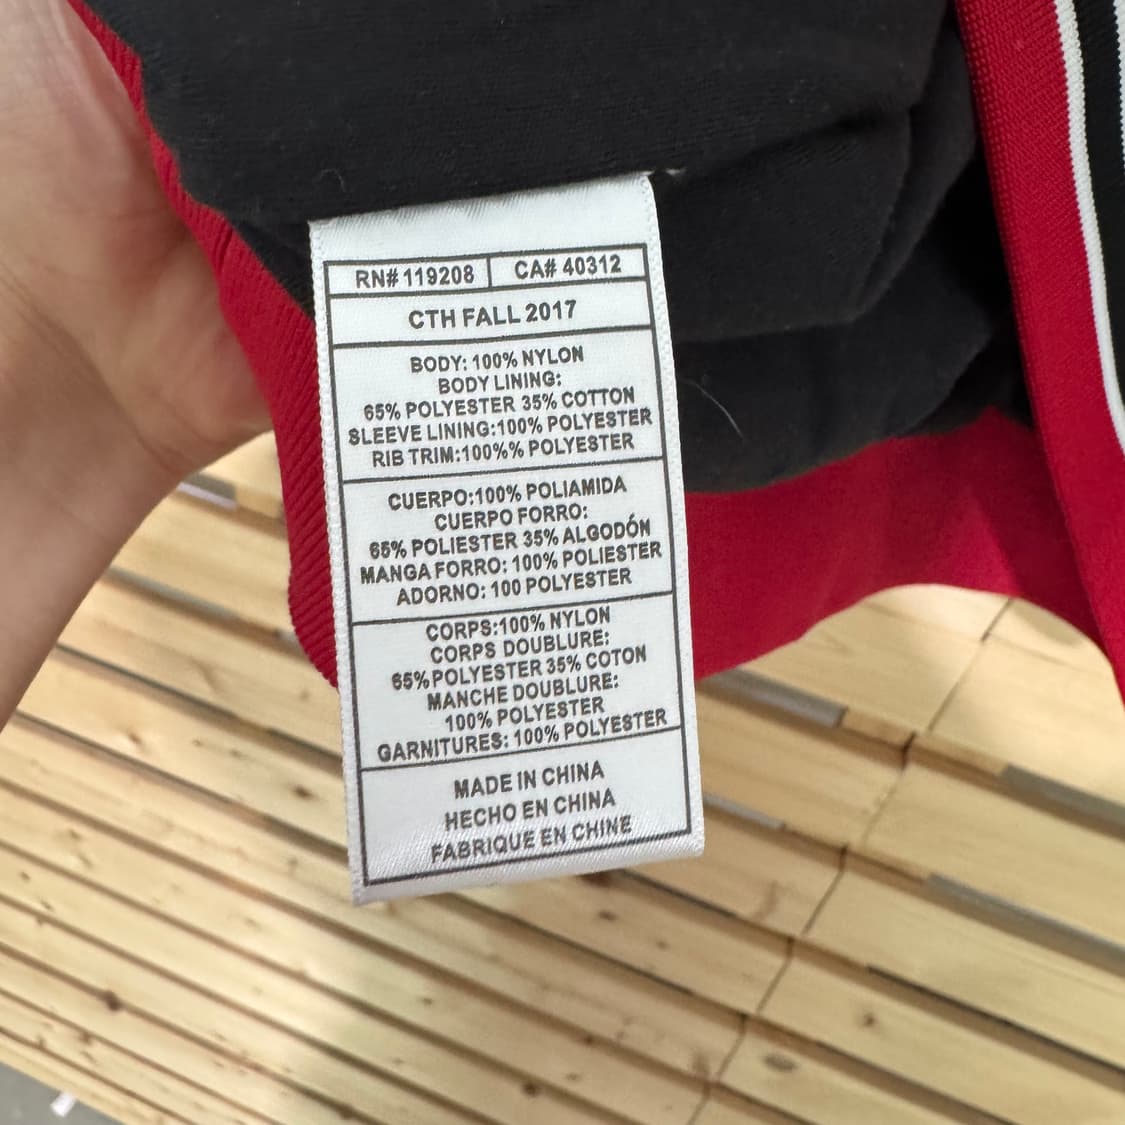 RN# 119208 CA# 40312
CTH FALL 2017
BODY: 100% NYLON
BODY LINING:
65% POLYESTER 35% COTTON
SLEEVE LINING:100% POLYESTER
RIB TRIM:100%% POLYESTER
CUERPO:100% POLIAMIDA
CUERPO FORRO:
65% POLIESTER 35% ALGODÓN
MANGA FORRO: 100% POLIESTER
ADORNO: 100 POLYESTER
CORPS:100% NYLON
CORPS DOUBLURE:
65% POLYESTER 35% COTON
MANCHE DOUBLURE:
100% POLYESTER
GARNITURES: 100% POLYESTER
MADE IN CHINA
HECHO EN CHINA
FABRIQUE EN CHINE